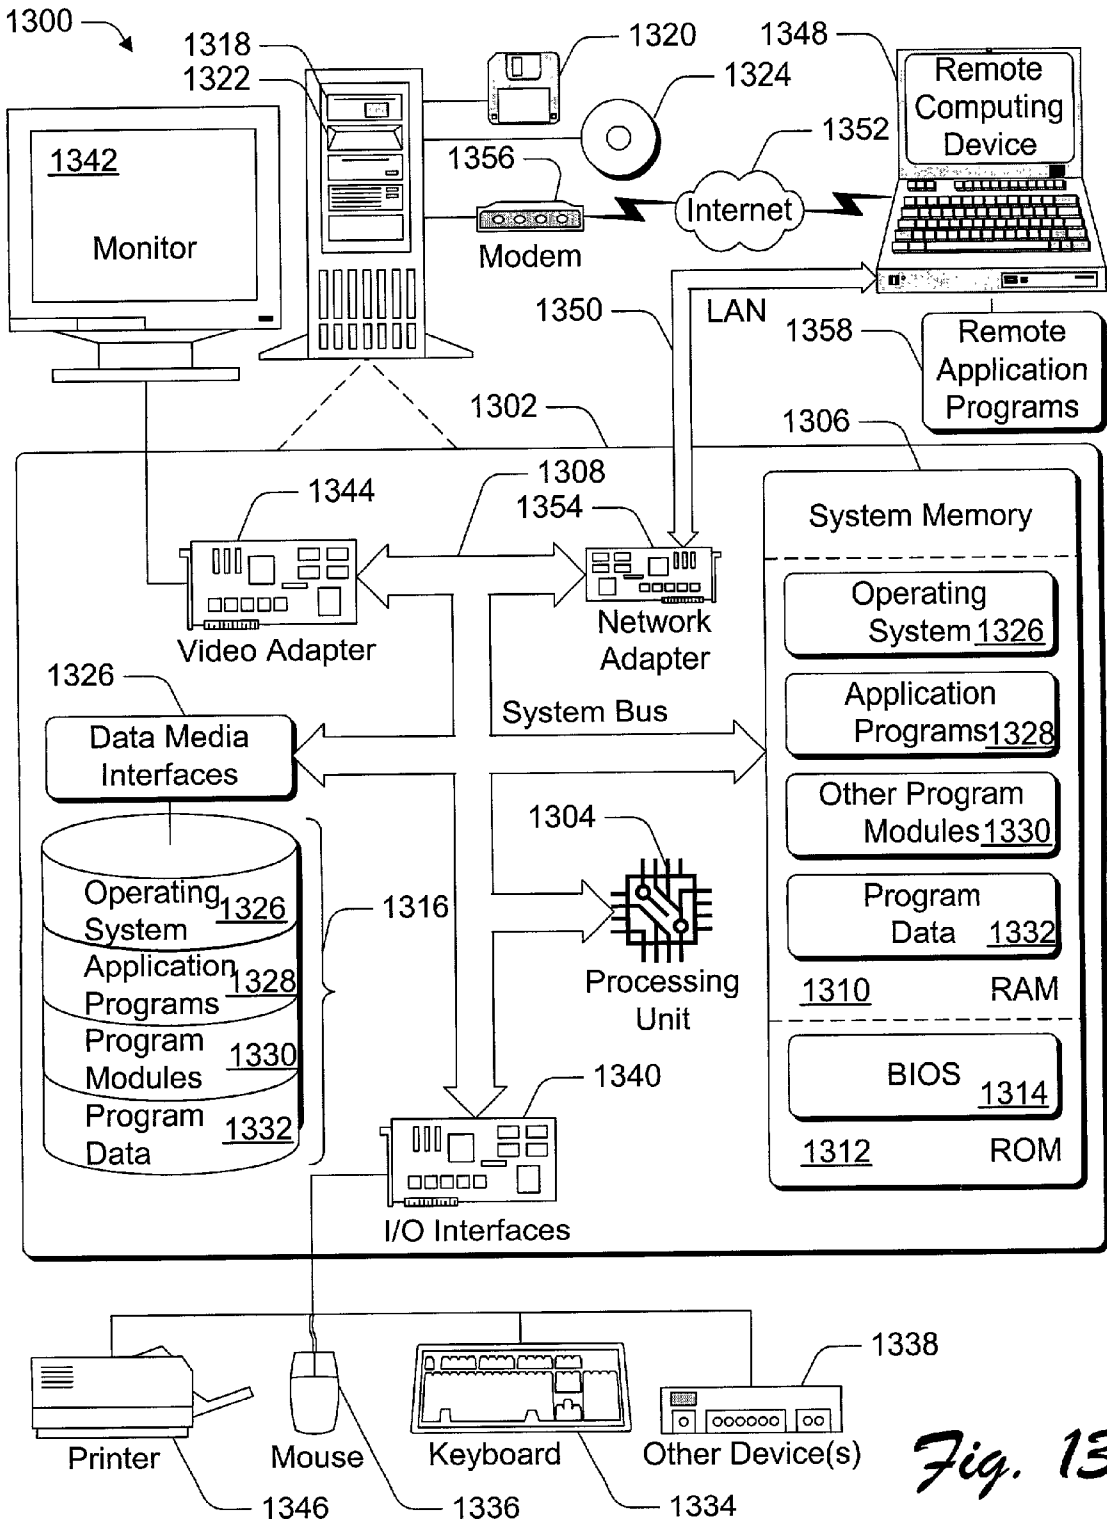 1300
1318
1322
1320
1324
1348
Remote
Computing
Device
1352
1342
Monitor
1356
Modem
Internet
1350
LAN
1358
Remote
Application
Programs
1302
1306
1308
1344
1354
System Memory
Video Adapter
Network
Adapter
Operating
System 1326
1326
Data Media
Interfaces
System Bus
Application
Programs 1328
Other Program
Modules 1330
1304
Program
Data 1332
Operating
System 1326
1316
Application
Programs 1328
Program
Modules 1330
Program
Data 1332
Processing
Unit
1310 RAM
BIOS 1314
1312 ROM
1340
I/O Interfaces
1338
Printer
Mouse
Keyboard
Other Device(s)
1346
1336
1334
Fig. 13